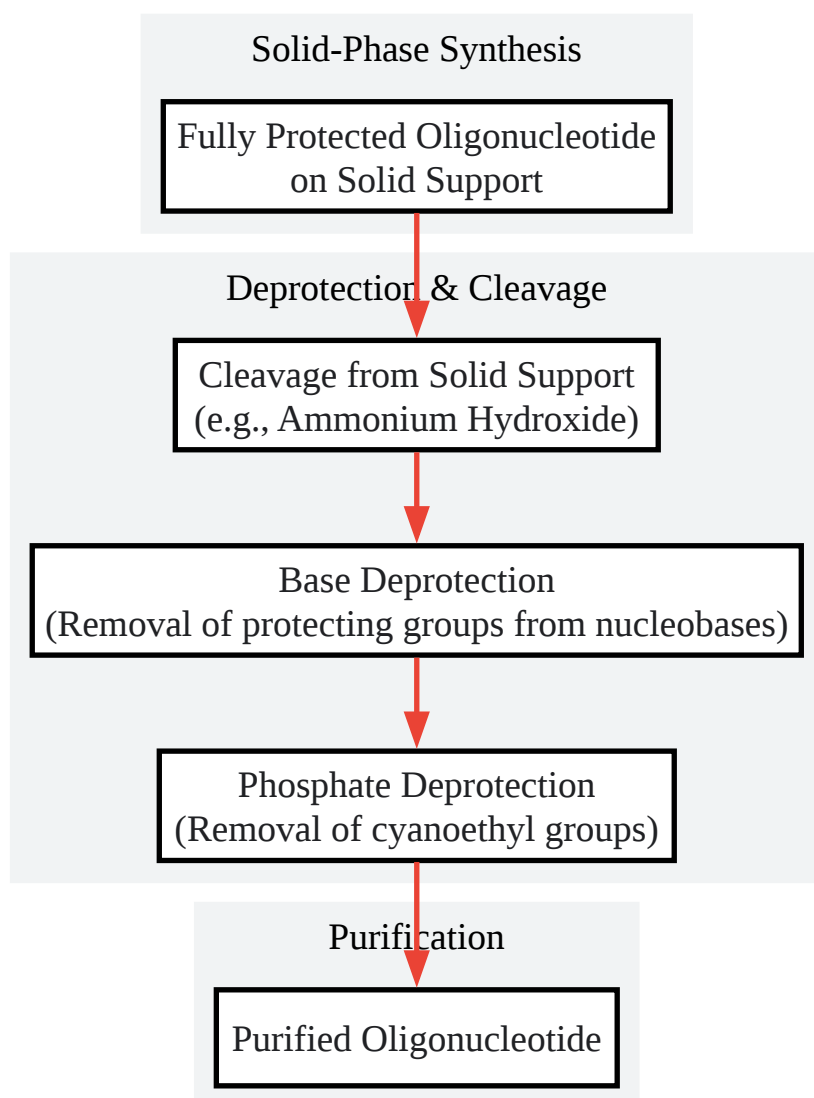 Solid-Phase Synthesis
Fully Protected Oligonucleotide
on Solid Support
Deprotection & Cleavage
Cleavage from Solid Support
(e.g., Ammonium Hydroxide)
Base Deprotection
(Removal of protecting groups from nucleobases)
Phosphate Deprotection
(Removal of cyanoethyl groups)
Purification
Purified Oligonucleotide